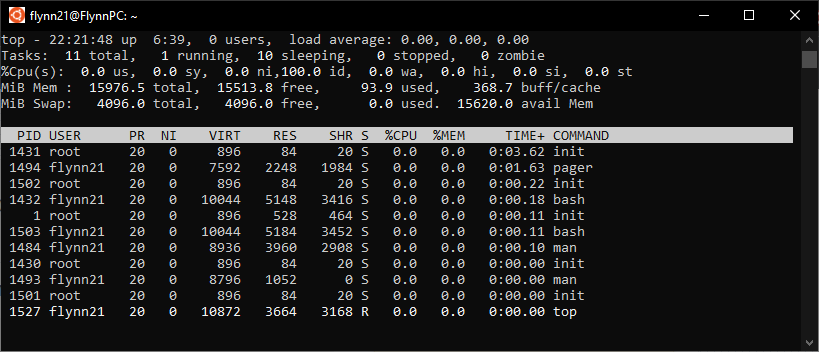 flynn21@FlynnPC: ~
top - 22:21:48 up  6:39,  0 users,  load average: 0.00, 0.00, 0.00
Tasks:  11 total,   1 running,  10 sleeping,   0 stopped,   0 zombie
%Cpu(s):  0.0 us,  0.0 sy,  0.0 ni,100.0 id,  0.0 wa,  0.0 hi,  0.0 si,  0.0 st
MiB Mem :  15976.5 total,  15513.8 free,     93.9 used,    368.7 buff/cache
MiB Swap:   4096.0 total,   4096.0 free,      0.0 used.  15620.0 avail Mem
PID USER      PR  NI    VIRT    RES    SHR S  %CPU  %MEM     TIME+ COMMAND
1431 root      20   0     896     84     20 S   0.0   0.0   0:03.62 init
1494 flynn21   20   0    7592   2248   1984 S   0.0   0.0   0:01.63 pager
1502 root      20   0     896     84     20 S   0.0   0.0   0:00.22 init
1432 flynn21   20   0   10044   5148   3416 S   0.0   0.0   0:00.18 bash
1 root      20   0     896    528    464 S   0.0   0.0   0:00.11 init
1503 flynn21   20   0   10044   5184   3452 S   0.0   0.0   0:00.11 bash
1484 flynn21   20   0    8936   3960   2908 S   0.0   0.0   0:00.10 man
1430 root      20   0     896     84     20 S   0.0   0.0   0:00.00 init
1493 flynn21   20   0    8796   1052      0 S   0.0   0.0   0:00.00 man
1501 root      20   0     896     84     20 S   0.0   0.0   0:00.00 init
1527 flynn21   20   0   10872   3664   3168 R   0.0   0.0   0:00.00 top